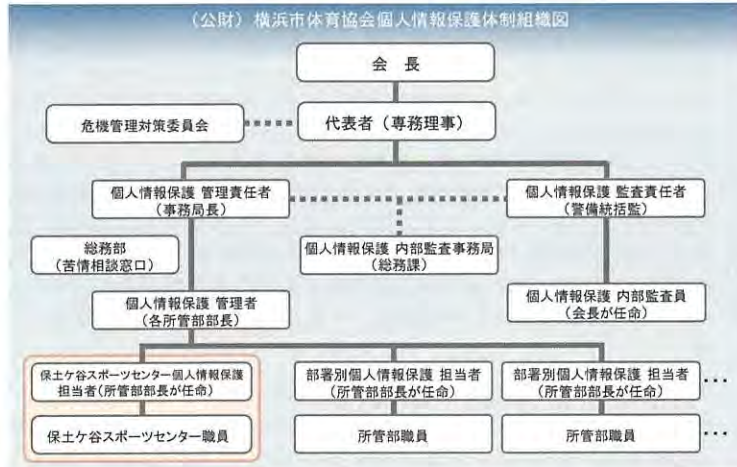 （公財）横浜市体育協会個人情報保護体制組織図
会　長
危機管理対策委員会
代表者（専務理事）
個人情報保護 管理責任者
（事務局長）
個人情報保護 監査責任者
（警備統括監）
総務部
（苦情相談窓口）
個人情報保護 内部監査事務局
（総務課）
個人情報保護 管理者
（各所管部部長）
個人情報保護 内部監査員
（会長が任命）
保土ケ谷スポーツセンター個人情報保護
担当者（所管部部長が任命）
部署別個人情報保護 担当者
（所管部部長が任命）
部署別個人情報保護 担当者
（所管部部長が任命）
…
保土ケ谷スポーツセンター職員
所管部職員
所管部職員
…